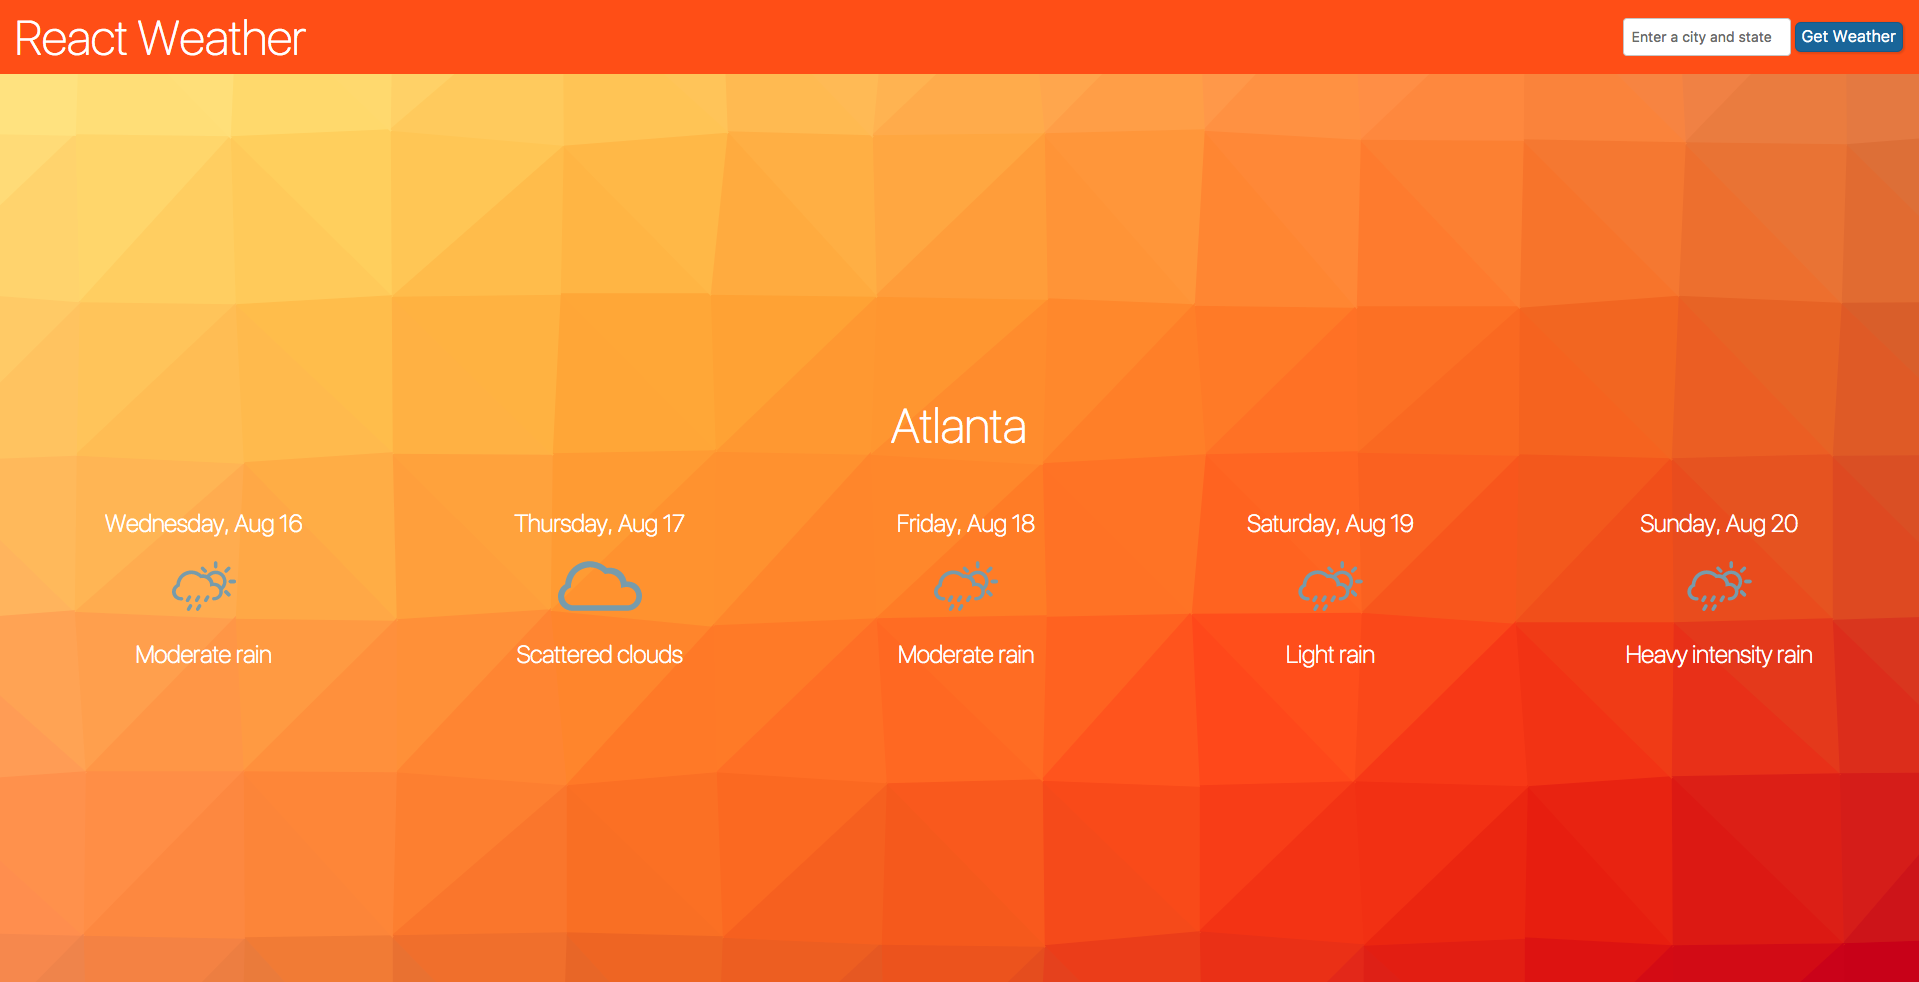 React Weather
Enter a city and state
Get Weather
Atlanta
Wednesday, Aug 16
Thursday, Aug 17
Friday, Aug 18
Saturday, Aug 19
Sunday, Aug 20
Moderate rain
Scattered clouds
Moderate rain
Light rain
Heavy intensity rain